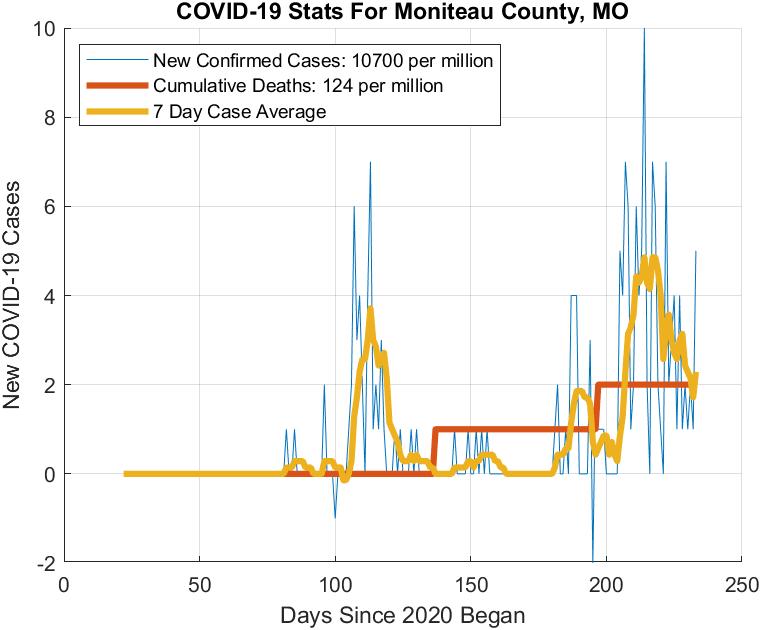 COVID-19 Stats For Moniteau County, MO
New Confirmed Cases: 10700 per million
Cumulative Deaths: 124 per million
7 Day Case Average
New COVID-19 Cases
10
8
6
4
2
0
-2
0 50 100 150 200 250
Days Since 2020 Began